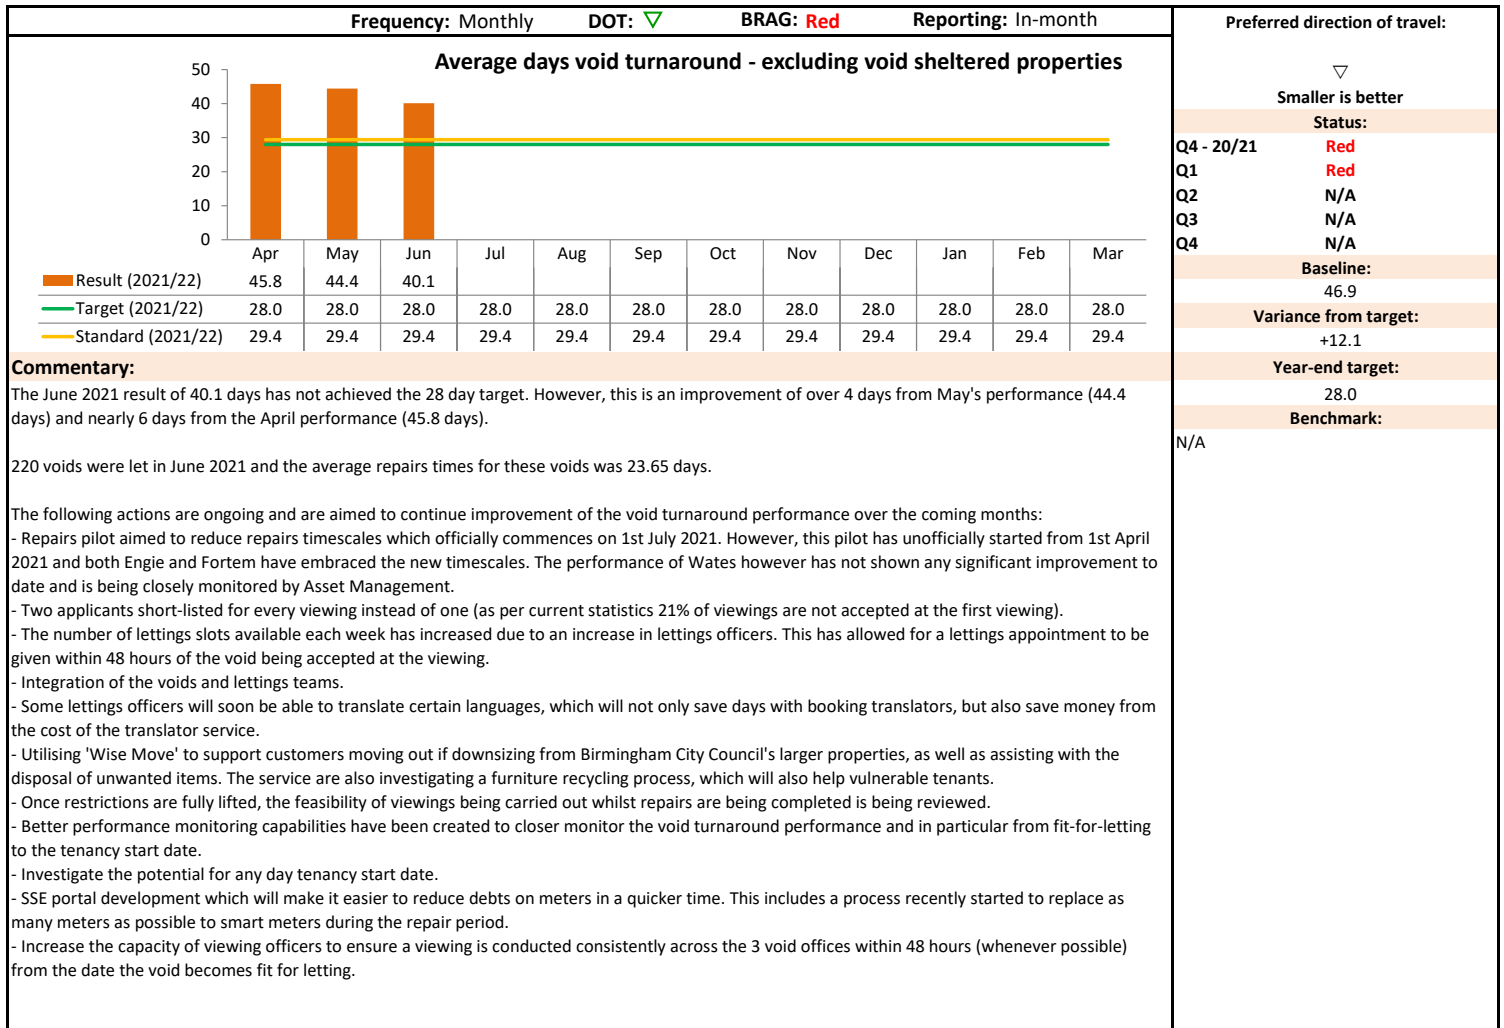 Frequency: Monthly DOT: ▽ BRAG: Red Reporting: In-month
Average days void turnaround - excluding void sheltered properties
50
40
30
20
10
0
Apr May Jun Jul Aug Sep Oct Nov Dec Jan Feb Mar
Result (2021/22) 45.8 44.4 40.1
Target (2021/22) 28.0 28.0 28.0 28.0 28.0 28.0 28.0 28.0 28.0 28.0 28.0 28.0
Standard (2021/22) 29.4 29.4 29.4 29.4 29.4 29.4 29.4 29.4 29.4 29.4 29.4 29.4
Commentary:
The June 2021 result of 40.1 days has not achieved the 28 day target. However, this is an improvement of over 4 days from May's performance (44.4
days) and nearly 6 days from the April performance (45.8 days).
220 voids were let in June 2021 and the average repairs times for these voids was 23.65 days.
The following actions are ongoing and are aimed to continue improvement of the void turnaround performance over the coming months:
- Repairs pilot aimed to reduce repairs timescales which officially commences on 1st July 2021. However, this pilot has unofficially started from 1st April
2021 and both Engie and Fortem have embraced the new timescales. The performance of Wates however has not shown any significant improvement to
date and is being closely monitored by Asset Management.
- Two applicants short-listed for every viewing instead of one (as per current statistics 21% of viewings are not accepted at the first viewing).
- The number of lettings slots available each week has increased due to an increase in lettings officers. This has allowed for a lettings appointment to be
given within 48 hours of the void being accepted at the viewing.
- Integration of the voids and lettings teams.
- Some lettings officers will soon be able to translate certain languages, which will not only save days with booking translators, but also save money from
the cost of the translator service.
- Utilising 'Wise Move' to support customers moving out if downsizing from Birmingham City Council's larger properties, as well as assisting with the
disposal of unwanted items. The service are also investigating a furniture recycling process, which will also help vulnerable tenants.
- Once restrictions are fully lifted, the feasibility of viewings being carried out whilst repairs are being completed is being reviewed.
- Better performance monitoring capabilities have been created to closer monitor the void turnaround performance and in particular from fit-for-letting
to the tenancy start date.
- Investigate the potential for any day tenancy start date.
- SSE portal development which will make it easier to reduce debts on meters in a quicker time. This includes a process recently started to replace as
many meters as possible to smart meters during the repair period.
- Increase the capacity of viewing officers to ensure a viewing is conducted consistently across the 3 void offices within 48 hours (whenever possible)
from the date the void becomes fit for letting.
Preferred direction of travel:
▽
Smaller is better
Status:
Q4 - 20/21 Red
Q1 Red
Q2 N/A
Q3 N/A
Q4 N/A
Baseline:
46.9
Variance from target:
+12.1
Year-end target:
28.0
Benchmark:
N/A